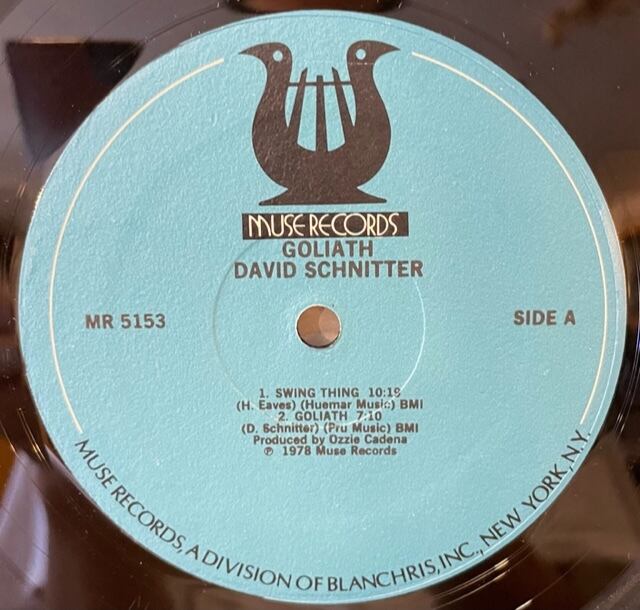 MUSE RECORDS
GOLIATH
DAVID SCHNITTER
MR 5153
SIDE A
1. SWING THING 10:19
(H. Eaves) (Huemar Music) BMI
2. GOLIATH 7:10
(D. Schnitter) (Pru Music) BMI
Produced by Ozzie Cadena
℗ 1978 Muse Records
MUSE RECORDS, A DIVISION OF BLANCHRIS, INC., NEW YORK, N.Y.